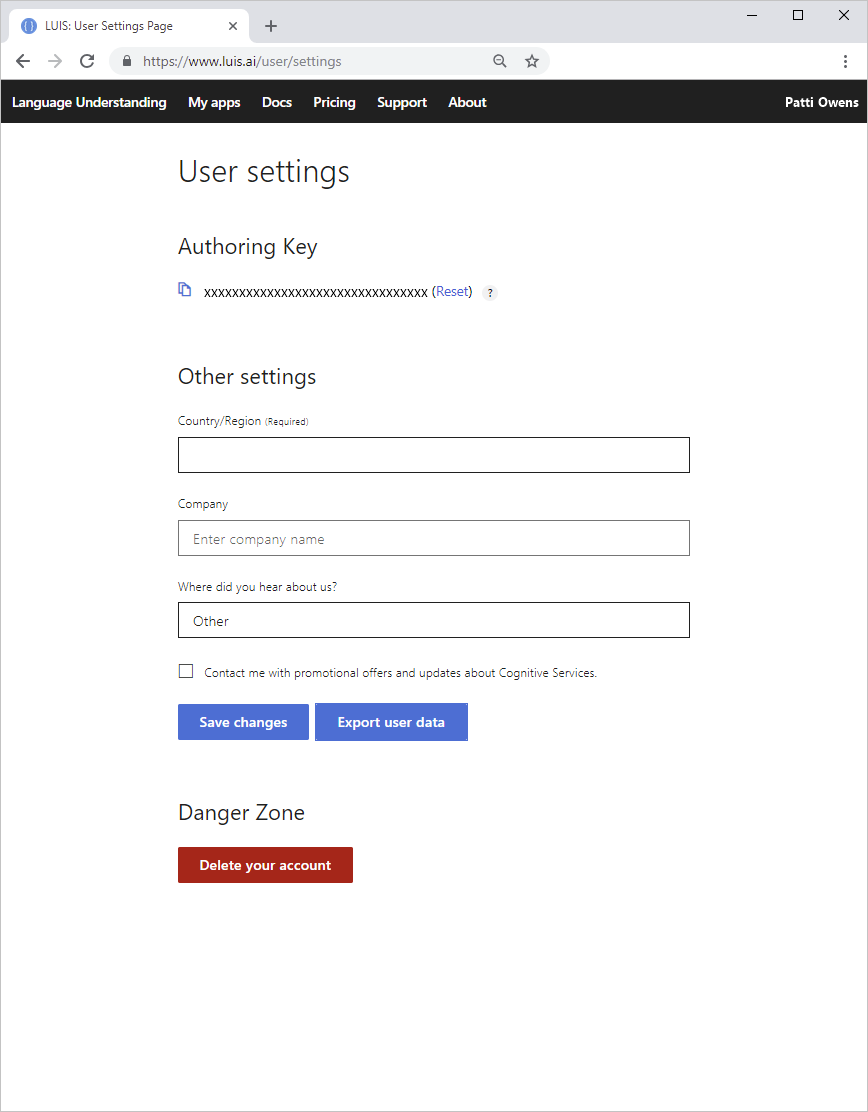 LUIS: User Settings Page
https://www.luis.ai/user/settings
Language Understanding My apps Docs Pricing Support About Patti Owens
User settings
Authoring Key
xxxxxxxxxxxxxxxxxxxxxxxxxxxxxxxx (Reset) ?
Other settings
Country/Region (Required)
Company
Enter company name
Where did you hear about us?
Other
Contact me with promotional offers and updates about Cognitive Services.
Save changes Export user data
Danger Zone
Delete your account